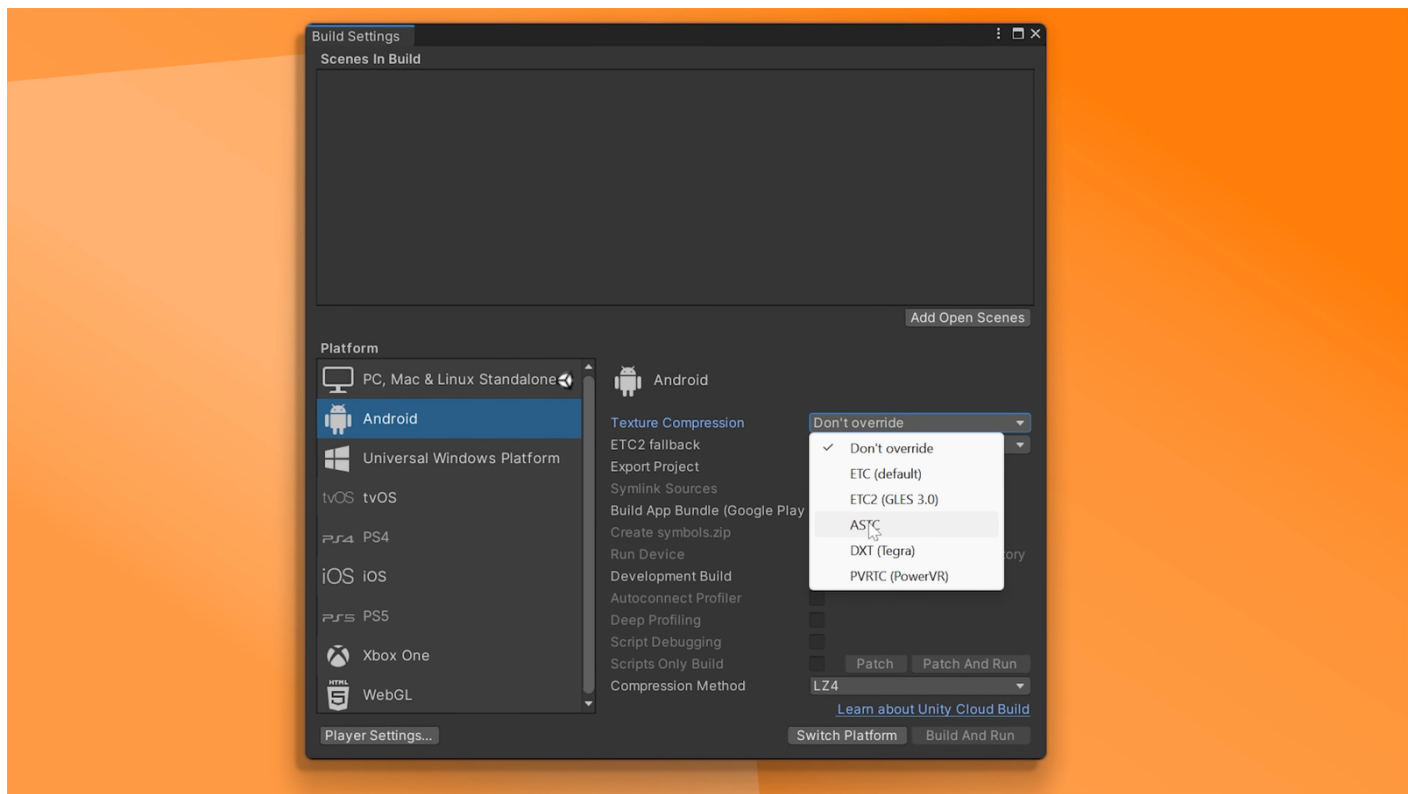 Build Settings
Scenes In Build
Add Open Scenes
Platform
PC, Mac & Linux Standalone
Android
Universal Windows Platform
tvOS tvOS
PS4 PS4
iOS iOS
PS5 PS5
Xbox One
HTML 5 WebGL
Android
Texture Compression Don't override
ETC2 fallback
Export Project
Symlink Sources
Build App Bundle (Google Play
Create symbols.zip
Run Device
Development Build
Autoconnect Profiler
Deep Profiling
Script Debugging
Scripts Only Build Patch Patch And Run
Compression Method LZ4
Don't override
ETC (default)
ETC2 (GLES 3.0)
ASTC
DXT (Tegra)
PVRTC (PowerVR)
Learn about Unity Cloud Build
Player Settings...
Switch Platform Build And Run